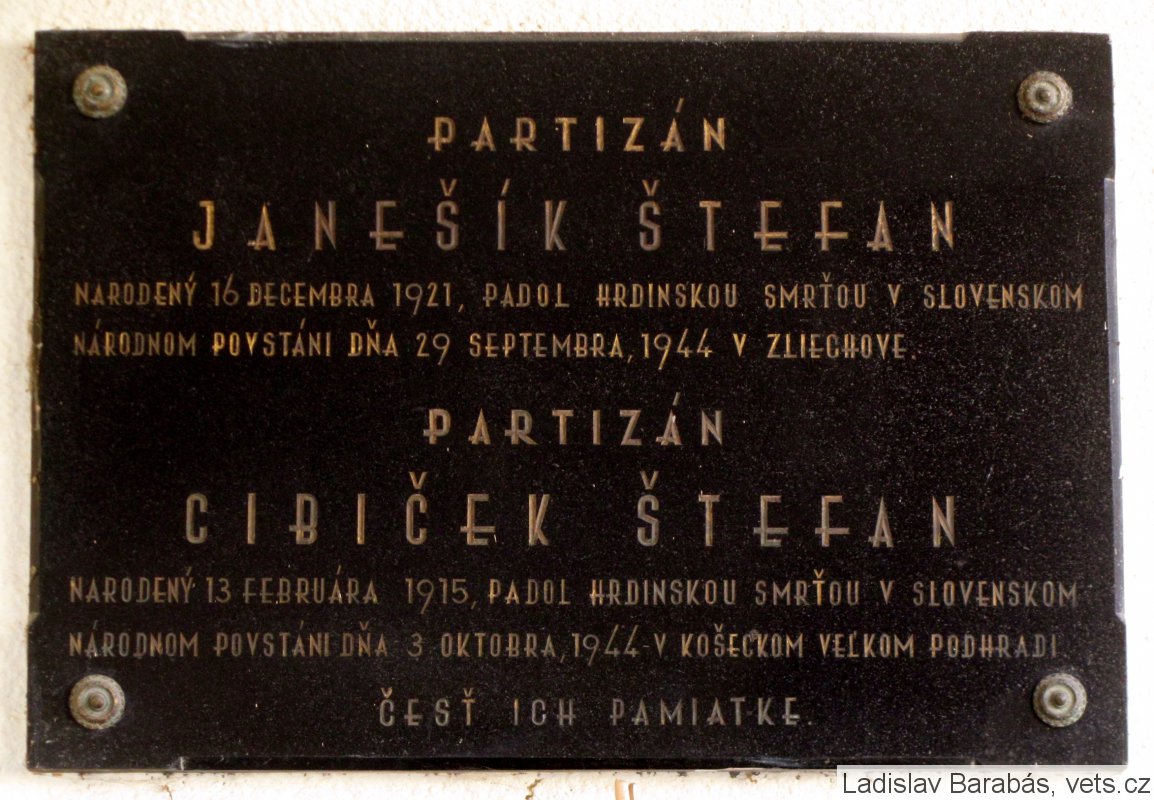 PARTIZÁN
JANEŠÍK ŠTEFAN
NARODENÝ 16 DECEMBRA 1921, PADOL HRDINSKOU SMRŤOU V SLOVENSKOM
NÁRODNOM POVSTÁNI DŇA 29 SEPTEMBRA, 1944 V ZLIECHOVE.
PARTIZÁN
CIBIČEK ŠTEFAN
NARODENÝ 13 FEBRUÁRA 1915, PADOL HRDINSKOU SMRŤOU V SLOVENSKOM
NÁRODNOM POVSTÁNI DŇA 3 OKTOBRA, 1944 V KOŠECKOM VEĽKOM PODHRADI.
ČESŤ ICH PAMIATKE.
Ladislav Barabás, vets.cz